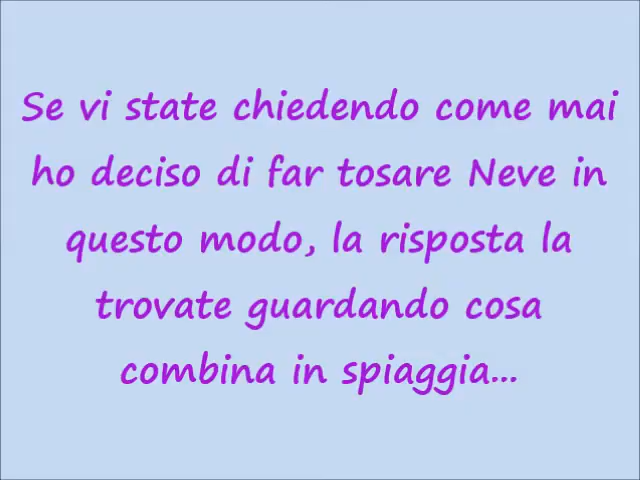 Se vi state chiedendo come mai
ho deciso di far tosare Neve in
questo modo, la risposta la
trovate guardando cosa
combina in spiaggia...